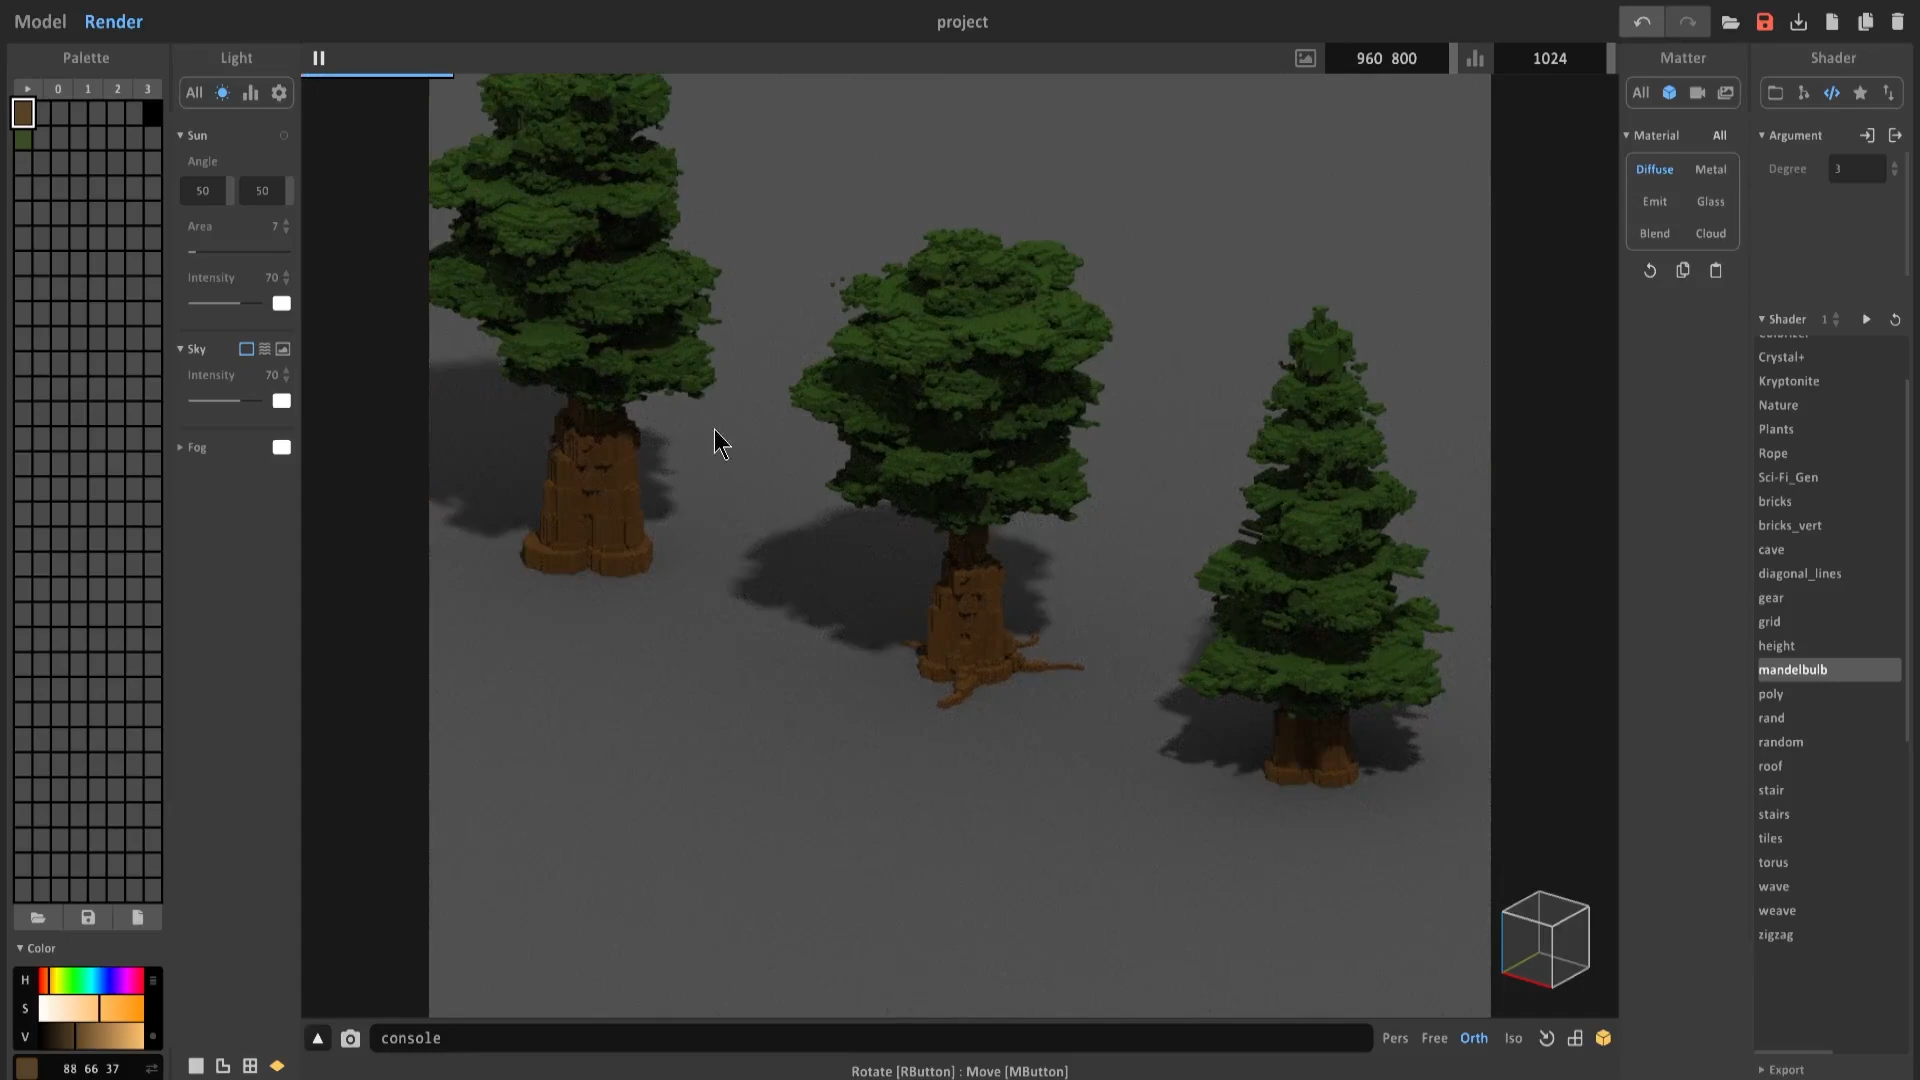 Model Render
project
Palette
Light
960 800
1024
Matter
Shader
0 1 2 3
All
Sun
Angle
50 50
Area 7
Intensity 70
Sky
Intensity 70
Fog
All
Material All
Diffuse Metal
Emit Glass
Blend Cloud
Argument
Degree 3
Shader 1
Crystal+
Kryptonite
Nature
Plants
Rope
Sci-Fi_Gen
bricks
bricks_vert
cave
diagonal_lines
gear
grid
height
mandelbulb
poly
rand
random
roof
stair
stairs
tiles
torus
wave
weave
zigzag
Export
Color
H
S
V
88 66 37
console
Pers Free Orth Iso
Rotate [RButton] : Move [MButton]